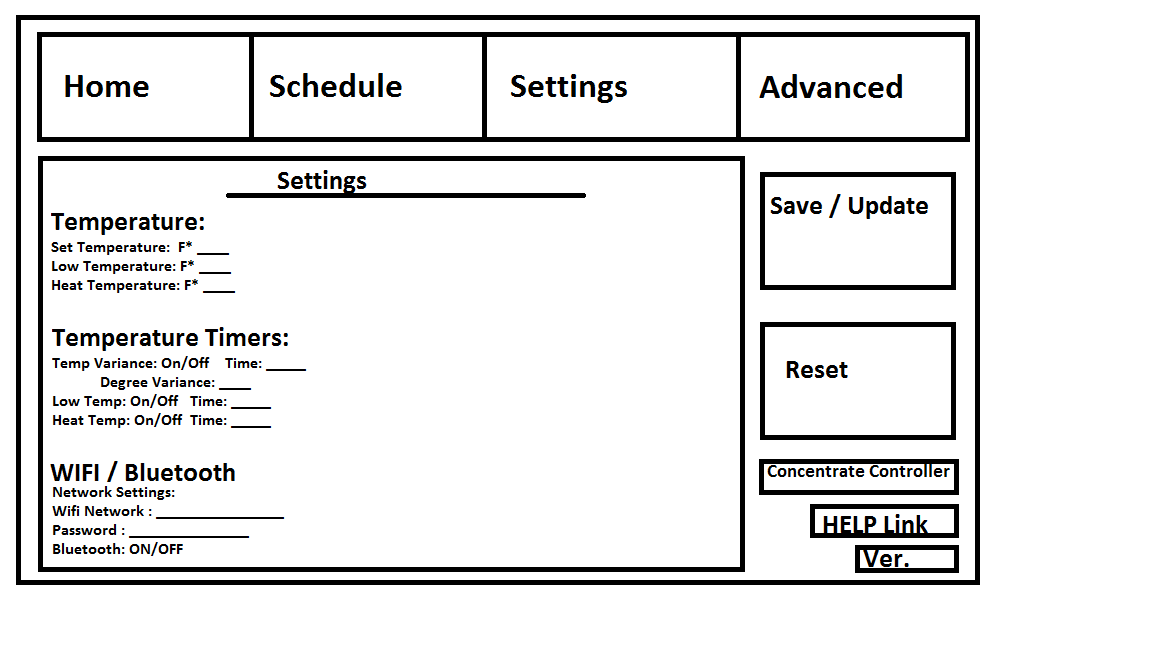 Home Schedule Settings Advanced
Settings
Temperature:
Set Temperature:  F* ____
Low Temperature: F* ____
Heat Temperature: F* ____
Temperature Timers:
Temp Variance: On/Off    Time: _____
Degree Variance: ____
Low Temp: On/Off   Time: _____
Heat Temp: On/Off  Time: _____
WIFI / Bluetooth
Network Settings:
Wifi Network : ________________
Password : _______________
Bluetooth: ON/OFF
Save / Update
Reset
Concentrate Controller
HELP Link
Ver.